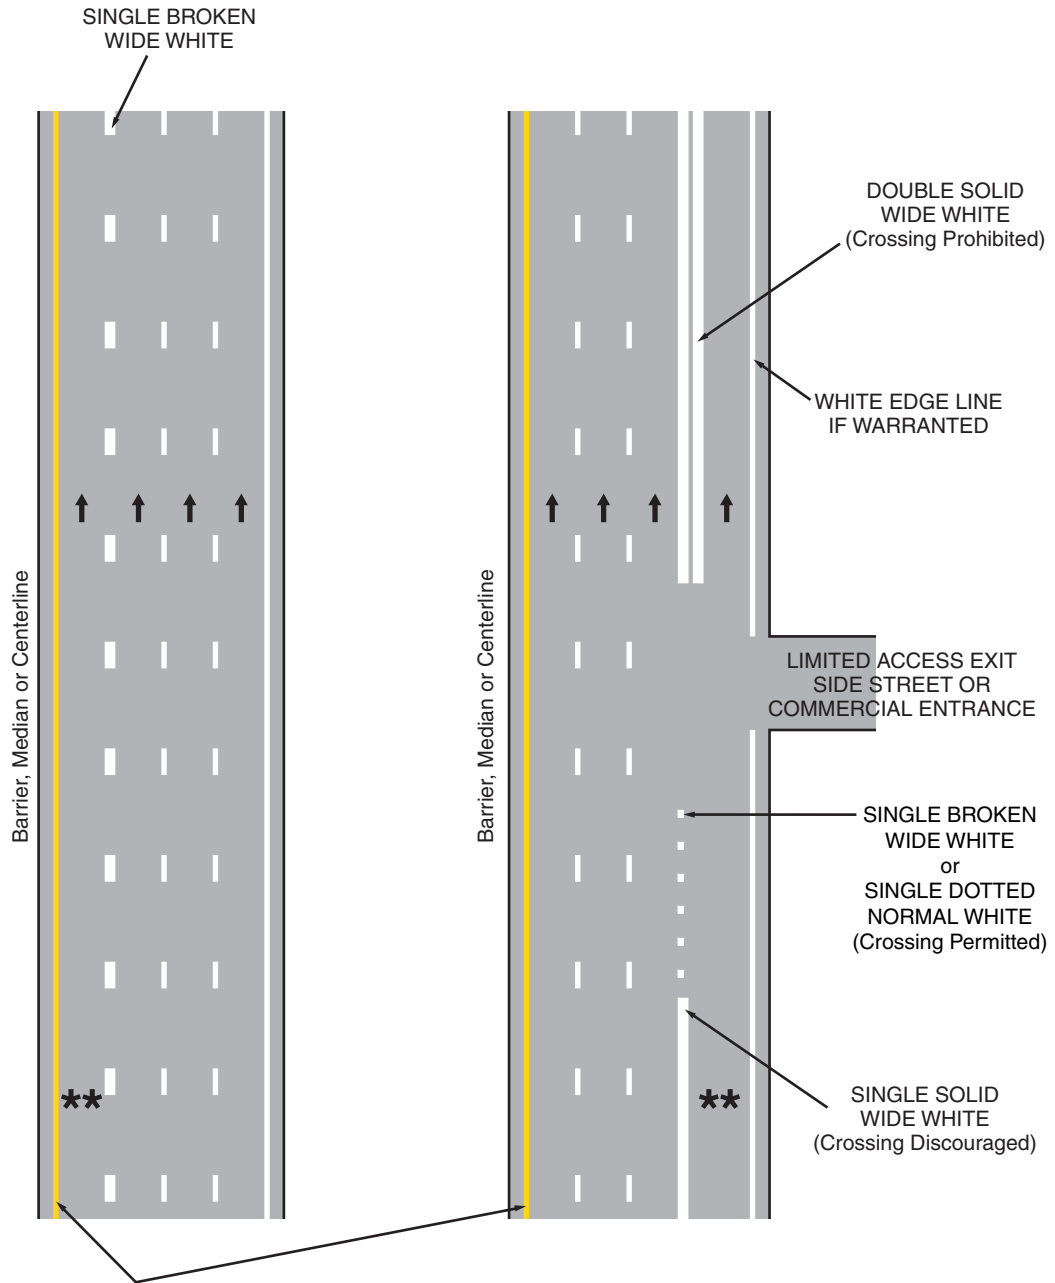 SINGLE BROKEN
WIDE WHITE
DOUBLE SOLID
WIDE WHITE
(Crossing Prohibited)
WHITE EDGE LINE
IF WARRANTED
Barrier, Median or Centerline
Barrier, Median or Centerline
LIMITED ACCESS EXIT
SIDE STREET OR
COMMERCIAL ENTRANCE
SINGLE BROKEN
WIDE WHITE
or
SINGLE DOTTED
NORMAL WHITE
(Crossing Permitted)
**
**
SINGLE SOLID
WIDE WHITE
(Crossing Discouraged)